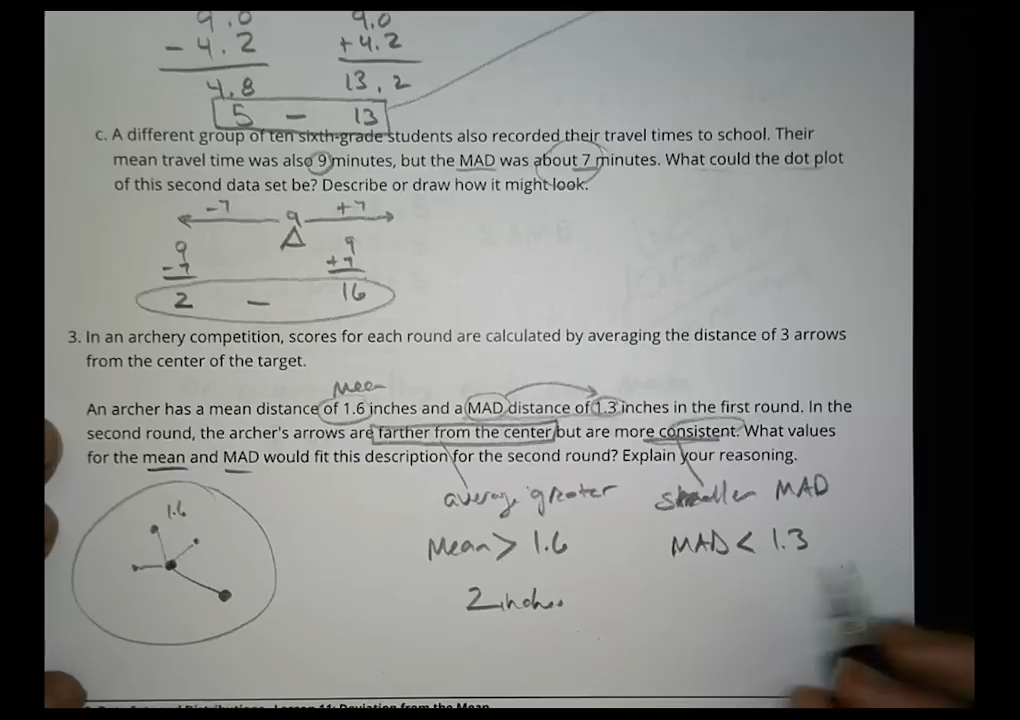 9.0 9.0
- 4.2 +4.2
4.8 13.2
5 - 13
c. A different group of ten sixth-grade students also recorded their travel times to school. Their
mean travel time was also 9 minutes, but the MAD was about 7 minutes. What could the dot plot
of this second data set be? Describe or draw how it might look.
-7 9 +7
9 9
-7 +7
2 - 16
3. In an archery competition, scores for each round are calculated by averaging the distance of 3 arrows
from the center of the target.
Mean
An archer has a mean distance of 1.6 inches and a MAD distance of 1.3 inches in the first round. In the
second round, the archer's arrows are farther from the center but are more consistent. What values
for the mean and MAD would fit this description for the second round? Explain your reasoning.
average greater smaller MAD
1.6
Mean > 1.6 MAD < 1.3
2 inches
Lesson 11: Deviation from the Mean